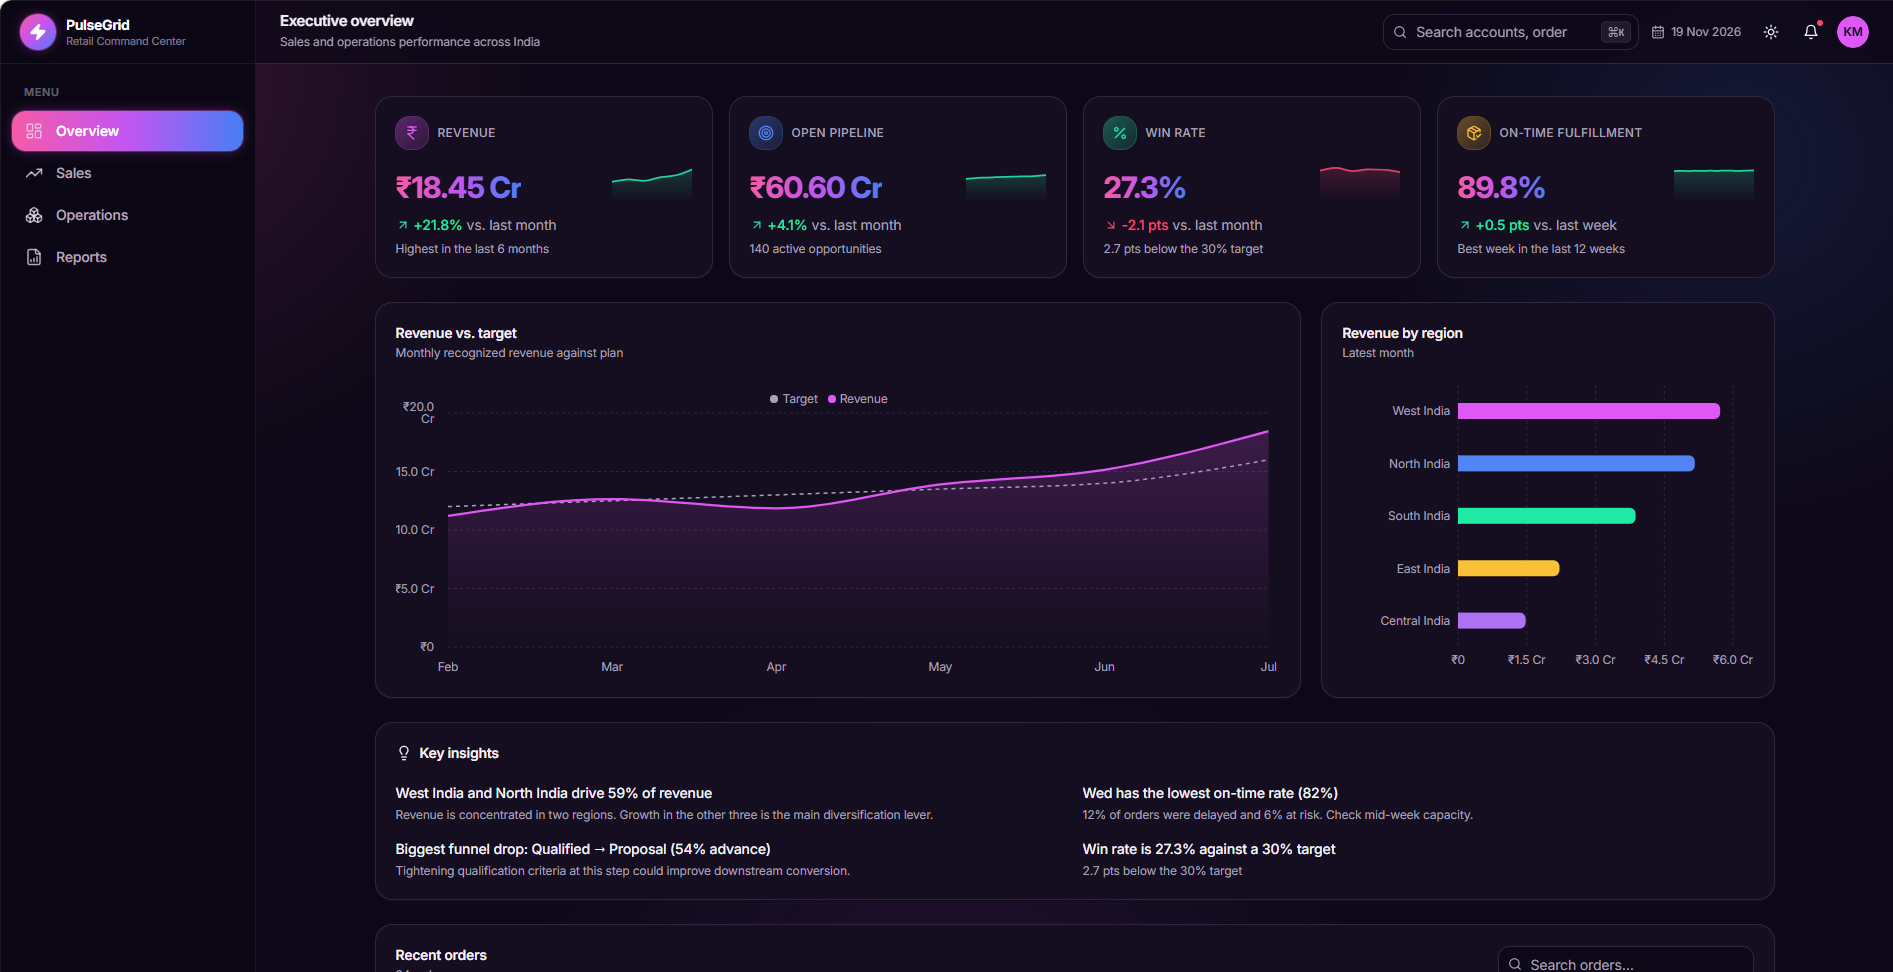 PulseGrid
Retail Command Center
Executive overview
Sales and operations performance across India
Search accounts, order
⌘K
19 Nov 2026
KM
MENU
Overview
Sales
Operations
Reports
₹ REVENUE
₹18.45 Cr
+21.8% vs. last month
Highest in the last 6 months
OPEN PIPELINE
₹60.60 Cr
+4.1% vs. last month
140 active opportunities
% WIN RATE
27.3%
-2.1 pts vs. last month
2.7 pts below the 30% target
ON-TIME FULFILLMENT
89.8%
+0.5 pts vs. last week
Best week in the last 12 weeks
Revenue vs. target
Monthly recognized revenue against plan
Target Revenue
₹20.0
Cr
15.0 Cr
10.0 Cr
₹5.0 Cr
₹0
Feb Mar Apr May Jun Jul
Revenue by region
Latest month
West India
North India
South India
East India
Central India
₹0 ₹1.5 Cr ₹3.0 Cr ₹4.5 Cr ₹6.0 Cr
Key insights
West India and North India drive 59% of revenue
Revenue is concentrated in two regions. Growth in the other three is the main diversification lever.
Wed has the lowest on-time rate (82%)
12% of orders were delayed and 6% at risk. Check mid-week capacity.
Biggest funnel drop: Qualified → Proposal (54% advance)
Tightening qualification criteria at this step could improve downstream conversion.
Win rate is 27.3% against a 30% target
2.7 pts below the 30% target
Recent orders
Search orders...